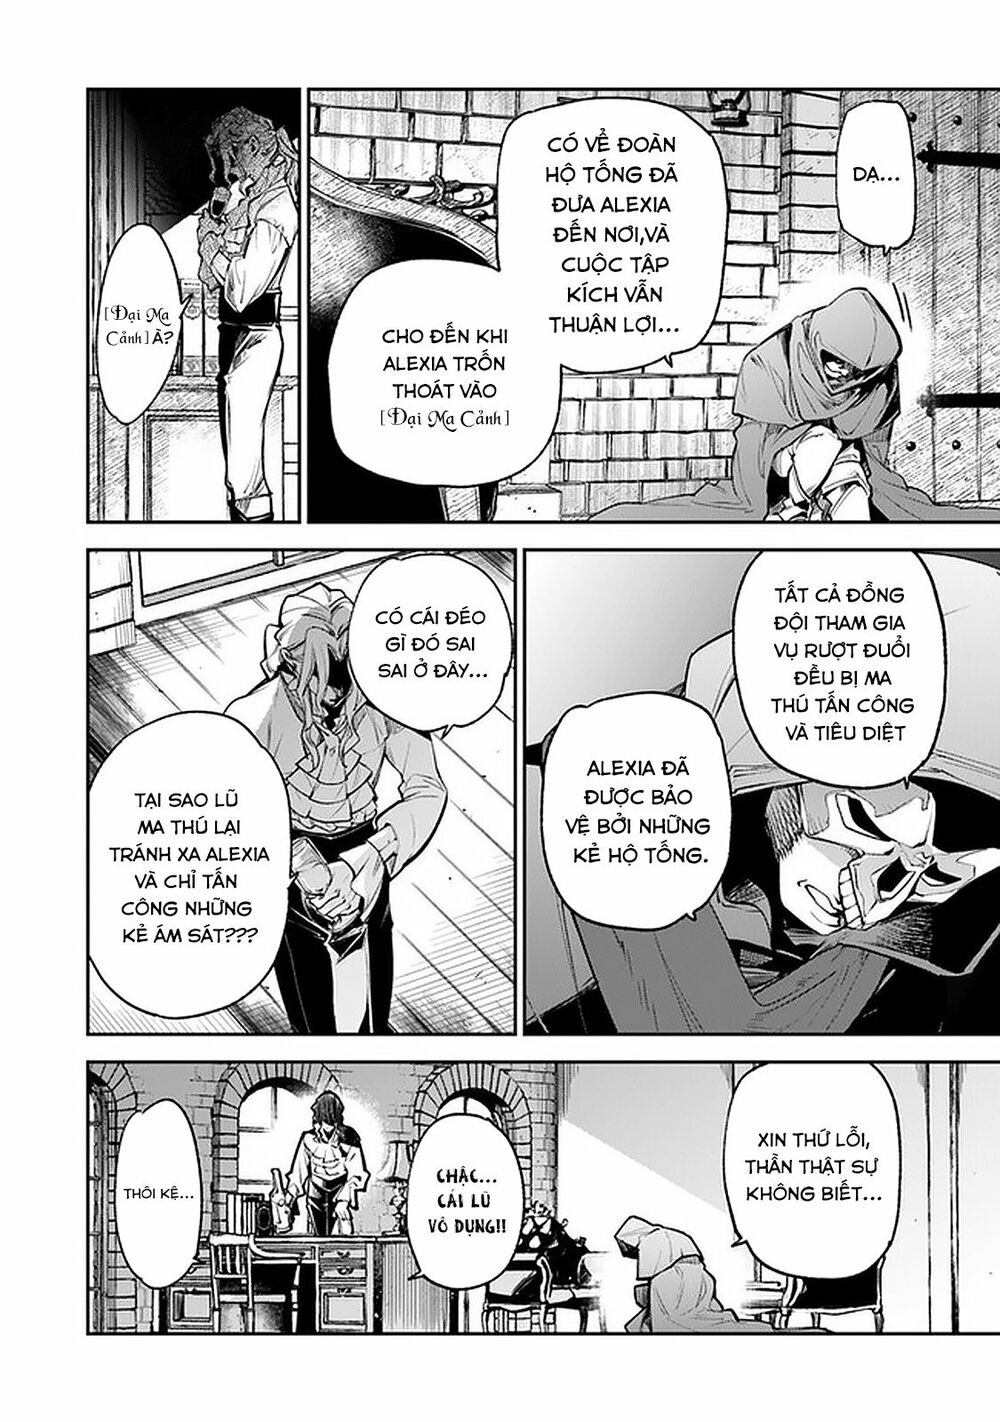 DẠ...
CÓ VỂ ĐOÀN
HỘ TỐNG ĐÃ
ĐƯA ALEXIA
ĐẾN NƠI,VÀ
CUỘC TẬP
KÍCH VẪN
THUẬN LỢI...
CHO ĐẾN KHI
ALEXIA TRỐN
THOÁT VÀO
[Đại Ma Cảnh]
[Đại Ma
Cảnh]À?
TẤT CẢ ĐỒNG
ĐỘI THAM GIA
VỤ RƯỢT ĐUỔI
ĐỀU BỊ MA
THÚ TẤN CÔNG
VÀ TIÊU DIỆT
ALEXIA ĐÃ
ĐƯỢC BẢO
VỆ BỞI NHỮNG
KẺ HỘ TỐNG.
CÓ CÁI ĐÉO
GÌ ĐÓ SAI
SAI Ở ĐÂY...
TẠI SAO LŨ
MA THÚ LẠI
TRÁNH XA ALEXIA
VÀ CHỈ TẤN
CÔNG NHỮNG
KẺ ÁM SÁT???
XIN THỨ LỖI,
THẦN THẬT SỰ
KHÔNG BIẾT...
CHẬC...
CÁI LŨ
VÔ DỤNG!!
THÔI KỆ...